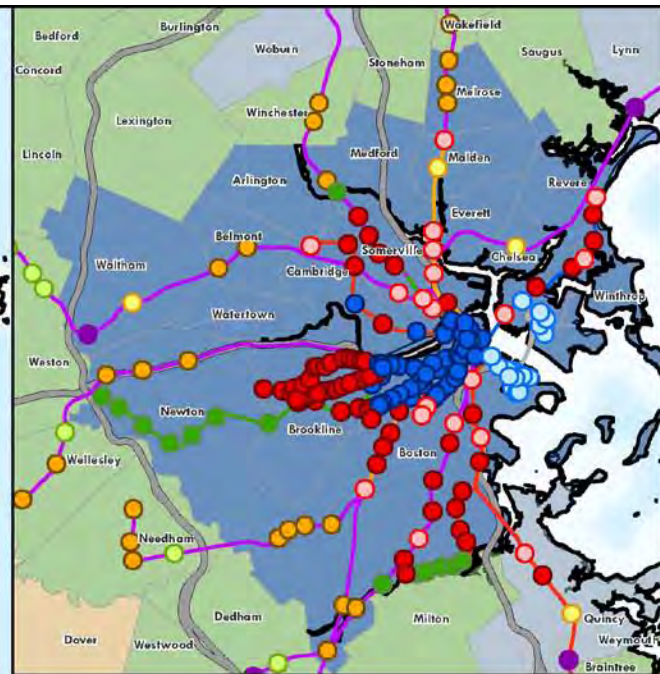 Burlington
Wakefield
Bedford
Woburn
Stoneham
Saugus
Lynn
Concord
Melrose
Winchester
Lexington
Lincoln
Medford
Malden
Arlington
Revere
Everett
Belmont
Somerville
Chelsea
Waltham
Cambridge
Winthrop
Watertown
Weston
Newton
Brookline
Boston
Wellesley
Needham
Dedham
Milton
Quincy
Dover
Westwood
Weymouth
Braintree